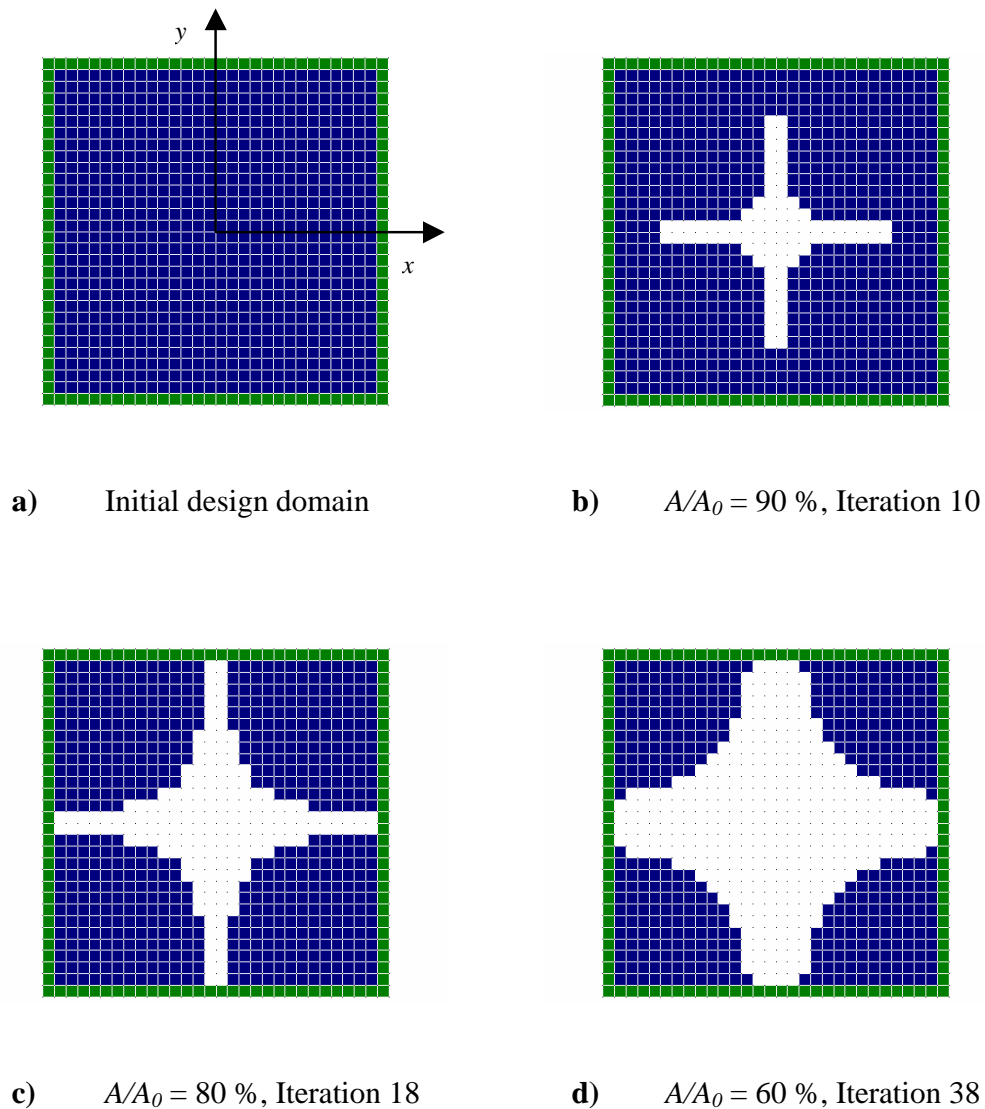 y
x
a) Initial design domain
b) A/A0 = 90 %, Iteration 10
c) A/A0 = 80 %, Iteration 18
d) A/A0 = 60 %, Iteration 38